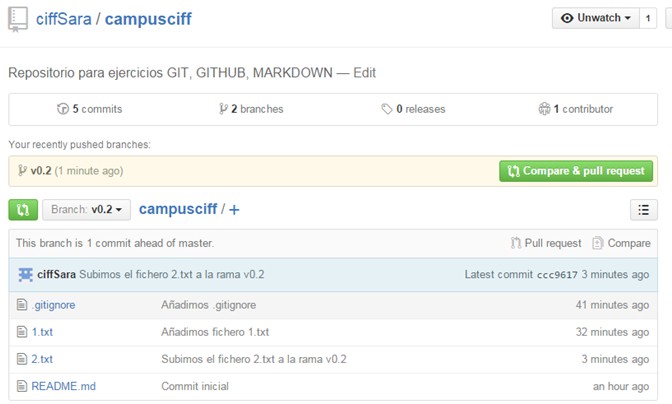 ciffSara / campusciff
Unwatch 1
Repositorio para ejercicios GIT, GITHUB, MARKDOWN — Edit
5 commits 2 branches 0 releases 1 contributor
Your recently pushed branches:
v0.2 (1 minute ago) Compare & pull request
Branch: v0.2 campusciff / +
This branch is 1 commit ahead of master. Pull request Compare
ciffSara Subimos el fichero 2.txt a la rama v0.2 Latest commit ccc9617 3 minutes ago
.gitignore Añadimos .gitignore 41 minutes ago
1.txt Añadimos fichero 1.txt 32 minutes ago
2.txt Subimos el fichero 2.txt a la rama v0.2 3 minutes ago
README.md Commit inicial an hour ago